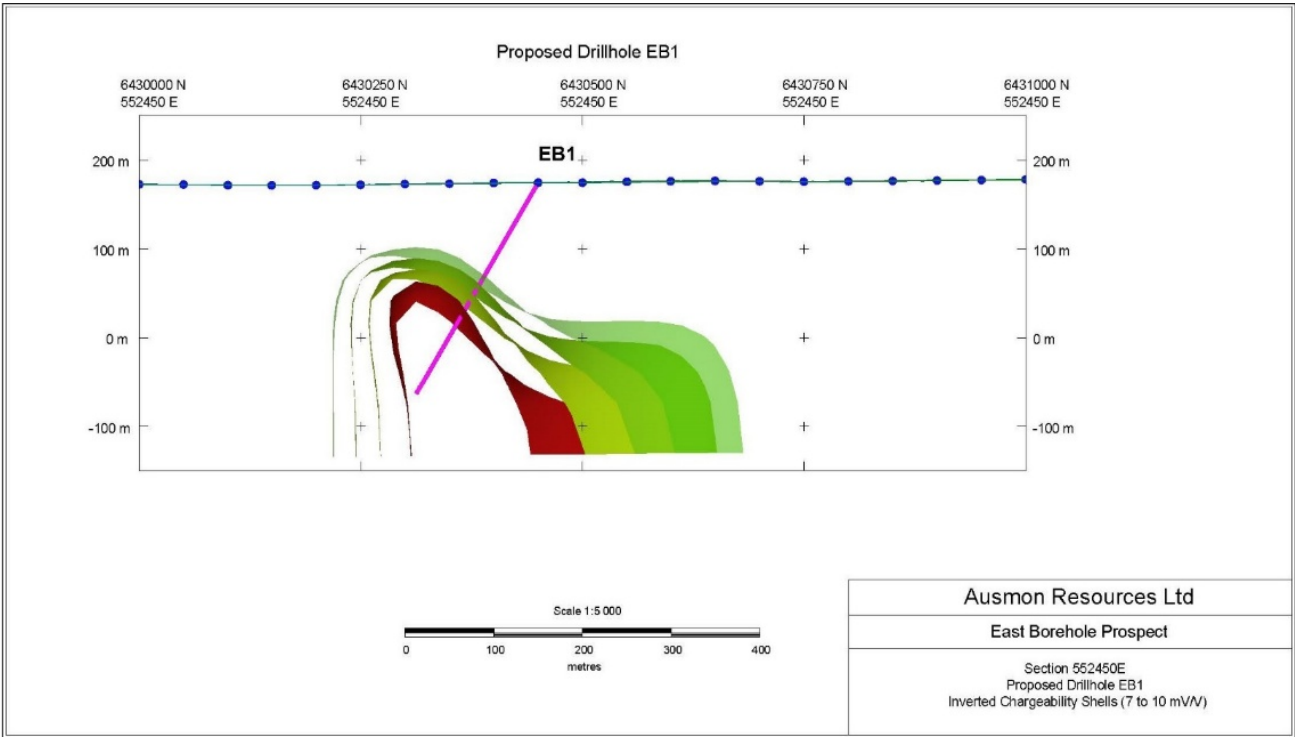 Proposed Drillhole EB1
6430000 N 6430250 N 6430500 N 6430750 N 6431000 N
552450 E 552450 E 552450 E 552450 E 552450 E
EB1
200 m 200 m
100 m 100 m
0 m 0 m
-100 m -100 m
Scale 1:5 000
0 100 200 300 400
metres
Ausmon Resources Ltd
East Borehole Prospect
Section 552450E
Proposed Drillhole EB1
Inverted Chargeability Shells (7 to 10 mV/V)